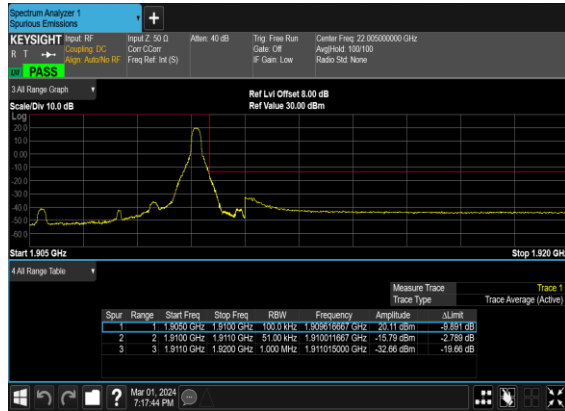 Spectrum Analyzer 1
Spurious Emissions
+
KEYSIGHT Input: RF Input Z: 50 Ω Atten: 40 dB Trig: Free Run Center Freq: 22.005000000 GHz
R T Coupling: DC Corr CCorr Gate: Off Avg|Hold: 100/100
Align: Auto/No RF Freq Ref: Int (S) IF Gain: Low Radio Std: None
PASS
3 All Range Graph
Ref Lvl Offset 8.00 dB
Scale/Div 10.0 dB Ref Value 30.00 dBm
Log
20.0
10.0
0.00
-10.0
-20.0
-30.0
-40.0
-50.0
-60.0
Start 1.905 GHz Stop 1.920 GH
4 All Range Table
Measure Trace Trace 1
Trace Type Trace Average (Active)
Spur Range Start Freq Stop Freq RBW Frequency Amplitude ΔLimit
1 1 1.9050 GHz 1.9100 GHz 100.0 kHz 1.909616667 GHz 20.11 dBm -9.891 dB
2 2 1.9100 GHz 1.9110 GHz 51.00 kHz 1.910011667 GHz -15.79 dBm -2.789 dB
3 3 1.9110 GHz 1.9200 GHz 1.000 MHz 1.911015000 GHz -32.66 dBm -19.66 dB
? Mar 01, 2024
7:17:44 PM